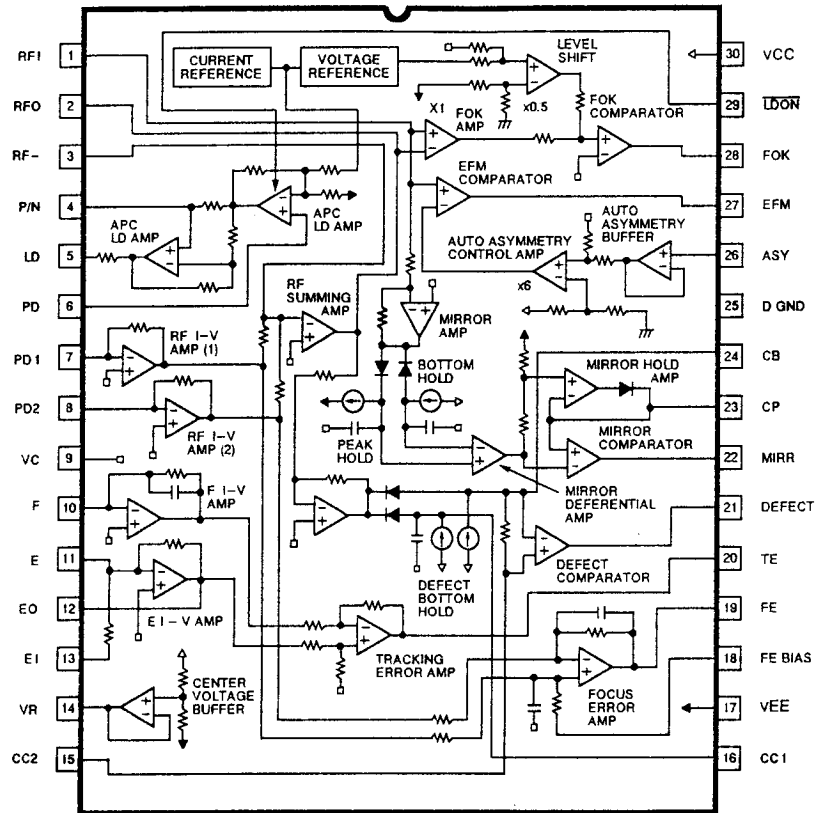 RFI 1
RFO 2
RF- 3
P/N 4
LD 5
PD 6
PD1 7
PD2 8
VC 9
F 10
E 11
EO 12
EI 13
VR 14
CC2 15
30 VCC
29 LDON
28 FOK
27 EFM
26 ASY
25 D GND
24 CB
23 CP
22 MIRR
21 DEFECT
20 TE
19 FE
18 FE BIAS
17 VEE
16 CC1
CURRENT
REFERENCE
VOLTAGE
REFERENCE
LEVEL
SHIFT
x0.5
X1
FOK
AMP
FOK
COMPARATOR
EFM
COMPARATOR
APC
LD AMP
APC
LD AMP
AUTO
ASYMMETRY
BUFFER
AUTO ASYMMETRY
CONTROL AMP
x6
RF
SUMMING
AMP
MIRROR
AMP
RF I-V
AMP (1)
RF I-V
AMP (2)
BOTTOM
HOLD
PEAK
HOLD
MIRROR HOLD
AMP
MIRROR
COMPARATOR
MIRROR
DEFERENTIAL
AMP
F I-V
AMP
E I-V AMP
DEFECT
BOTTOM
HOLD
DEFECT
COMPARATOR
TRACKING
ERROR AMP
CENTER
VOLTAGE
BUFFER
FOCUS
ERROR
AMP